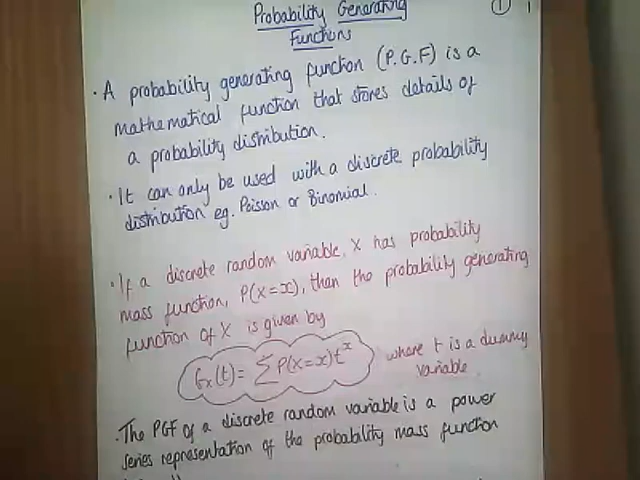 Probability Generating ① 1
Functions
· A probability generating function (P.G.F) is a
mathematical function that stores details of
a probability distribution.
· It can only be used with a discrete probability
distribution eg. Poisson or Binomial.
· If a discrete random variable, X has probability
mass function, P(X=x), then the probability generating
function of X is given by
Gx(t) = ∑ P(X=x)t^x where t is a dummy
variable.
· The PGF of a discrete random variable is a power
series representation of the probability mass function